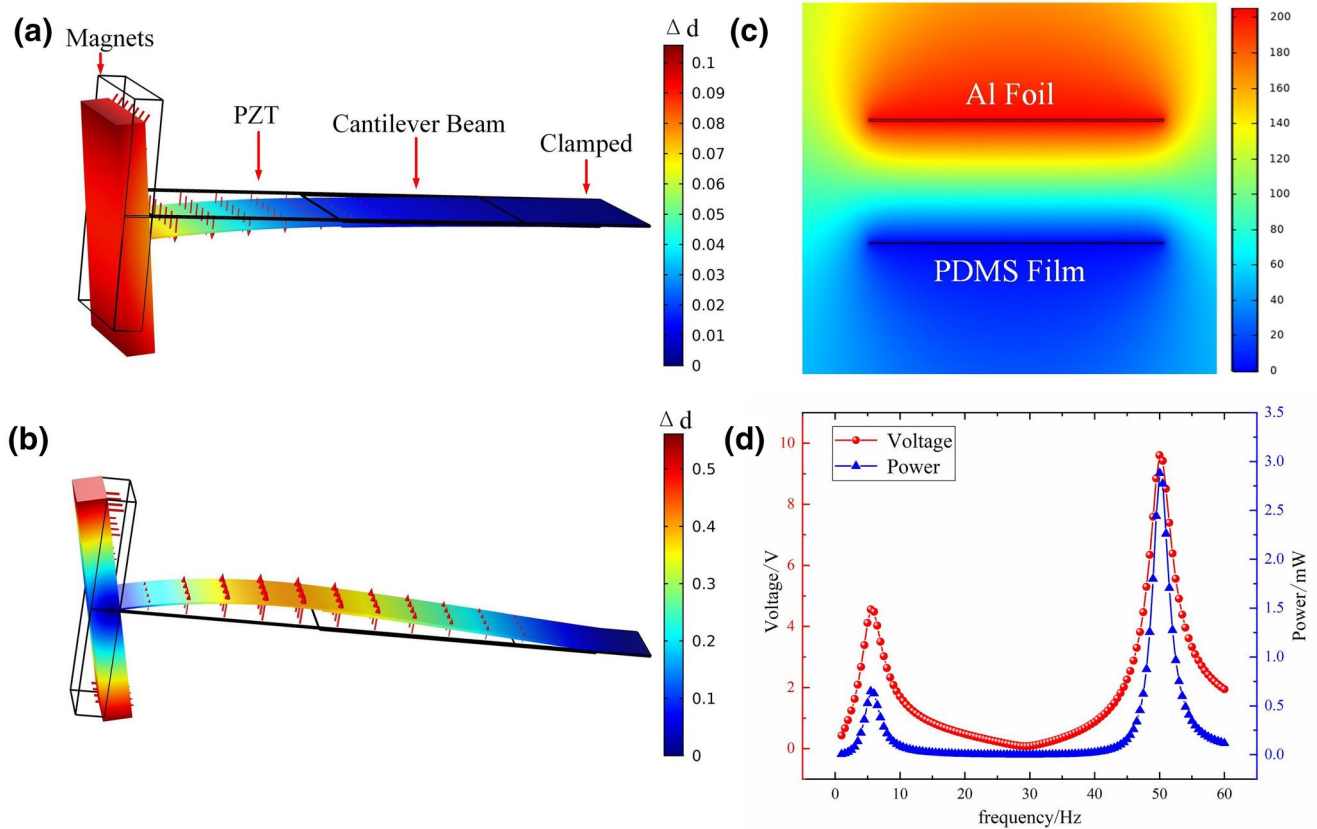 (a)
Magnets
PZT
Cantilever Beam
Clamped
Δ d
0.1
0.09
0.08
0.07
0.06
0.05
0.04
0.03
0.02
0.01
0
(c)
Al Foil
PDMS Film
200
180
160
140
120
100
80
60
40
20
0
(b)
Δ d
0.5
0.4
0.3
0.2
0.1
0
(d)
Voltage
Power
Voltage/V
10
8
6
4
2
0
Power/mW
3.5
3.0
2.5
2.0
1.5
1.0
0.5
0.0
0 10 20 30 40 50 60
frequency/Hz